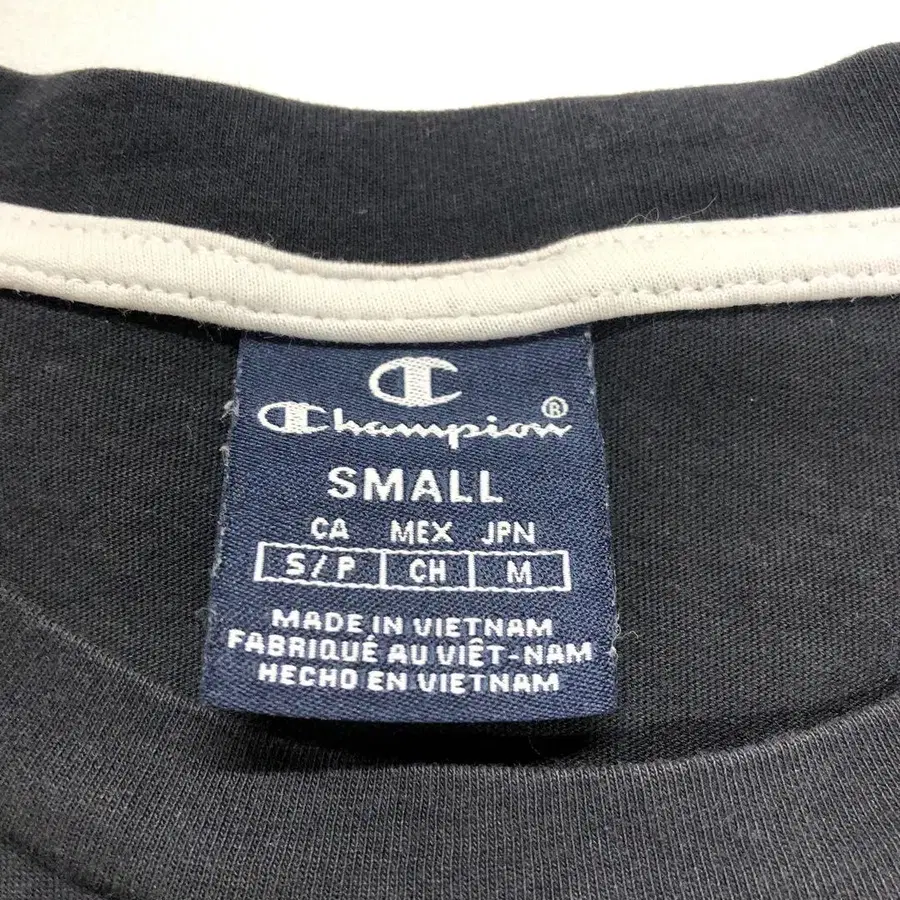 Champion®
SMALL
CA MEX JPN
S/P CH M
MADE IN VIETNAM
FABRIQUÉ AU VIÊT-NAM
HECHO EN VIETNAM